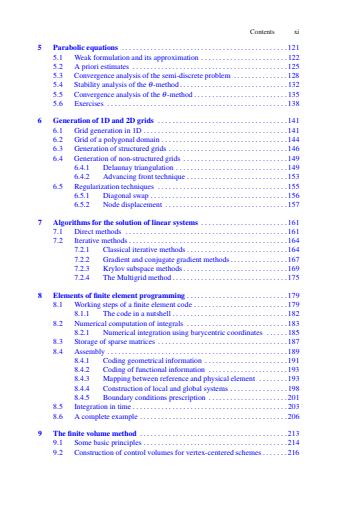 Contents xi
5 Parabolic equations 121
5.1 Weak formulation and its approximation 122
5.2 A priori estimates 125
5.3 Convergence analysis of the semi-discrete problem 128
5.4 Stability analysis of the θ-method 132
5.5 Convergence analysis of the θ-method 135
5.6 Exercises 138
6 Generation of 1D and 2D grids 141
6.1 Grid generation in 1D 141
6.2 Grid of a polygonal domain 144
6.3 Generation of structured grids 146
6.4 Generation of non-structured grids 149
6.4.1 Delaunay triangulation 149
6.4.2 Advancing front technique 153
6.5 Regularization techniques 155
6.5.1 Diagonal swap 156
6.5.2 Node displacement 157
7 Algorithms for the solution of linear systems 161
7.1 Direct methods 161
7.2 Iterative methods 164
7.2.1 Classical iterative methods 164
7.2.2 Gradient and conjugate gradient methods 167
7.2.3 Krylov subspace methods 169
7.2.4 The Multigrid method 175
8 Elements of finite element programming 179
8.1 Working steps of a finite element code 179
8.1.1 The code in a nutshell 182
8.2 Numerical computation of integrals 183
8.2.1 Numerical integration using barycentric coordinates 185
8.3 Storage of sparse matrices 187
8.4 Assembly 189
8.4.1 Coding geometrical information 191
8.4.2 Coding of functional information 193
8.4.3 Mapping between reference and physical element 193
8.4.4 Construction of local and global systems 198
8.4.5 Boundary conditions prescription 201
8.5 Integration in time 203
8.6 A complete example 206
9 The finite volume method 213
9.1 Some basic principles 214
9.2 Construction of control volumes for vertex-centered schemes 216